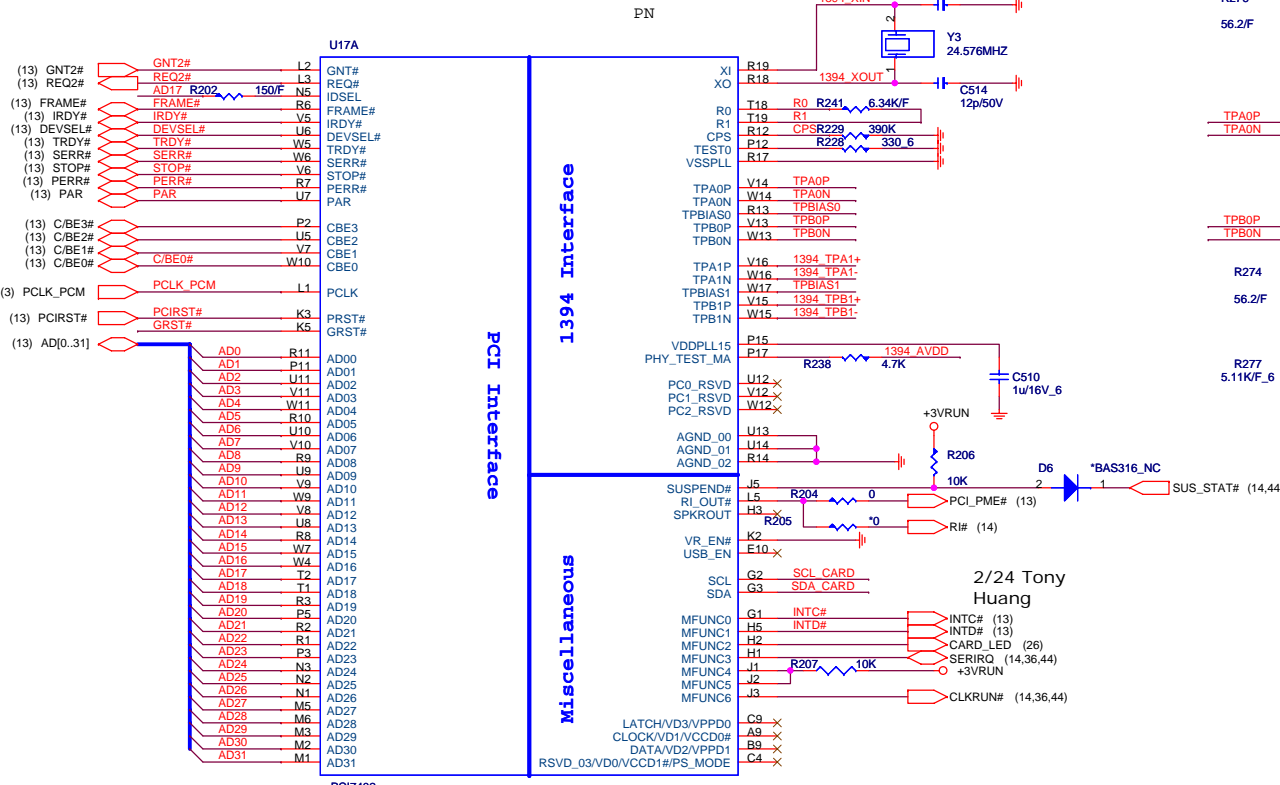 PN
1394_XIN
2
Y3
24.576MHZ
1
56.2/F
U17A
(13) GNT2# GNT2# L2 GNT#
(13) REQ2# REQ2# L3 REQ#
AD17 R202 150/F N5 IDSEL
(13) FRAME# FRAME# R6 FRAME#
(13) IRDY# IRDY# V5 IRDY#
(13) DEVSEL# DEVSEL# U6 DEVSEL#
(13) TRDY# TRDY# W5 TRDY#
(13) SERR# SERR# W6 SERR#
(13) STOP# STOP# V6 STOP#
(13) PERR# PERR# R7 PERR#
(13) PAR PAR U7 PAR
(13) C/BE3# P2 CBE3
(13) C/BE2# U5 CBE2
(13) C/BE1# V7 CBE1
(13) C/BE0# C/BE0# W10 CBE0
(3) PCLK_PCM PCLK_PCM L1 PCLK
(13) PCIRST# PCIRST# K3 PRST#
GRST# K5 GRST#
(13) AD[0..31]
AD0 R11 AD00
AD1 P11 AD01
AD2 U11 AD02
AD3 V11 AD03
AD4 W11 AD04
AD5 R10 AD05
AD6 U10 AD06
AD7 V10 AD07
AD8 R9 AD08
AD9 U9 AD09
AD10 V9 AD10
AD11 W9 AD11
AD12 V8 AD12
AD13 U8 AD13
AD14 R8 AD14
AD15 W7 AD15
AD16 W4 AD16
AD17 T2 AD17
AD18 T1 AD18
AD19 R3 AD19
AD20 P5 AD20
AD21 R2 AD21
AD22 R1 AD22
AD23 P3 AD23
AD24 N3 AD24
AD25 N2 AD25
AD26 N1 AD26
AD27 M5 AD27
AD28 M6 AD28
AD29 M3 AD29
AD30 M2 AD30
AD31 M1 AD31
PCI Interface
1394 Interface
Miscellaneous
XI R19
XO R18 1394_XOUT
C514
12p/50V
R0 T18 R0 R241 6.34K/F
R1 T19 R1
CPS R12 CPS R229 390K
TEST0 P12 R228 330_6
VSSPLL R17
TPA0P V14 TPA0P
TPA0N W14 TPA0N
TPBIAS0 R13 TPBIAS0
TPB0P V13 TPB0P
TPB0N W13 TPB0N
TPA1P V16 1394_TPA1+
TPA1N W16 1394_TPA1-
TPBIAS1 W17 TPBIAS1
TPB1P V15 1394_TPB1+
TPB1N W15 1394_TPB1-
VDDPLL15 P15
PHY_TEST_MA P17 R238 4.7K 1394_AVDD
C510
1u/16V_6
PC0_RSVD U12
PC1_RSVD V12
PC2_RSVD W12
AGND_00 U13
AGND_01 U14
AGND_02 R14
+3VRUN
R206
10K
SUSPEND# J5
D6
2 1
*BAS316_NC
SUS_STAT# (14,44
RI_OUT# L5 R204 0 PCI_PME# (13)
SPKROUT H3
R205 *0 RI# (14)
VR_EN# K2
USB_EN E10
SCL G2 SCL_CARD
SDA G3 SDA_CARD
2/24 Tony
Huang
MFUNC0 G1 INTC# INTC# (13)
MFUNC1 H5 INTD# INTD# (13)
MFUNC2 H2 CARD_LED (26)
MFUNC3 H1 SERIRQ (14,36,44)
MFUNC4 J1 R207 10K +3VRUN
MFUNC5 J2
MFUNC6 J3 CLKRUN# (14,36,44)
LATCH/VD3/VPPD0 C9
CLOCK/VD1/VCCD0# A9
DATA/VD2/VPPD1 B9
RSVD_03/VD0/VCCD1#/PS_MODE C4
TPA0P
TPA0N
TPB0P
TPB0N
R274
56.2/F
R277
5.11K/F_6